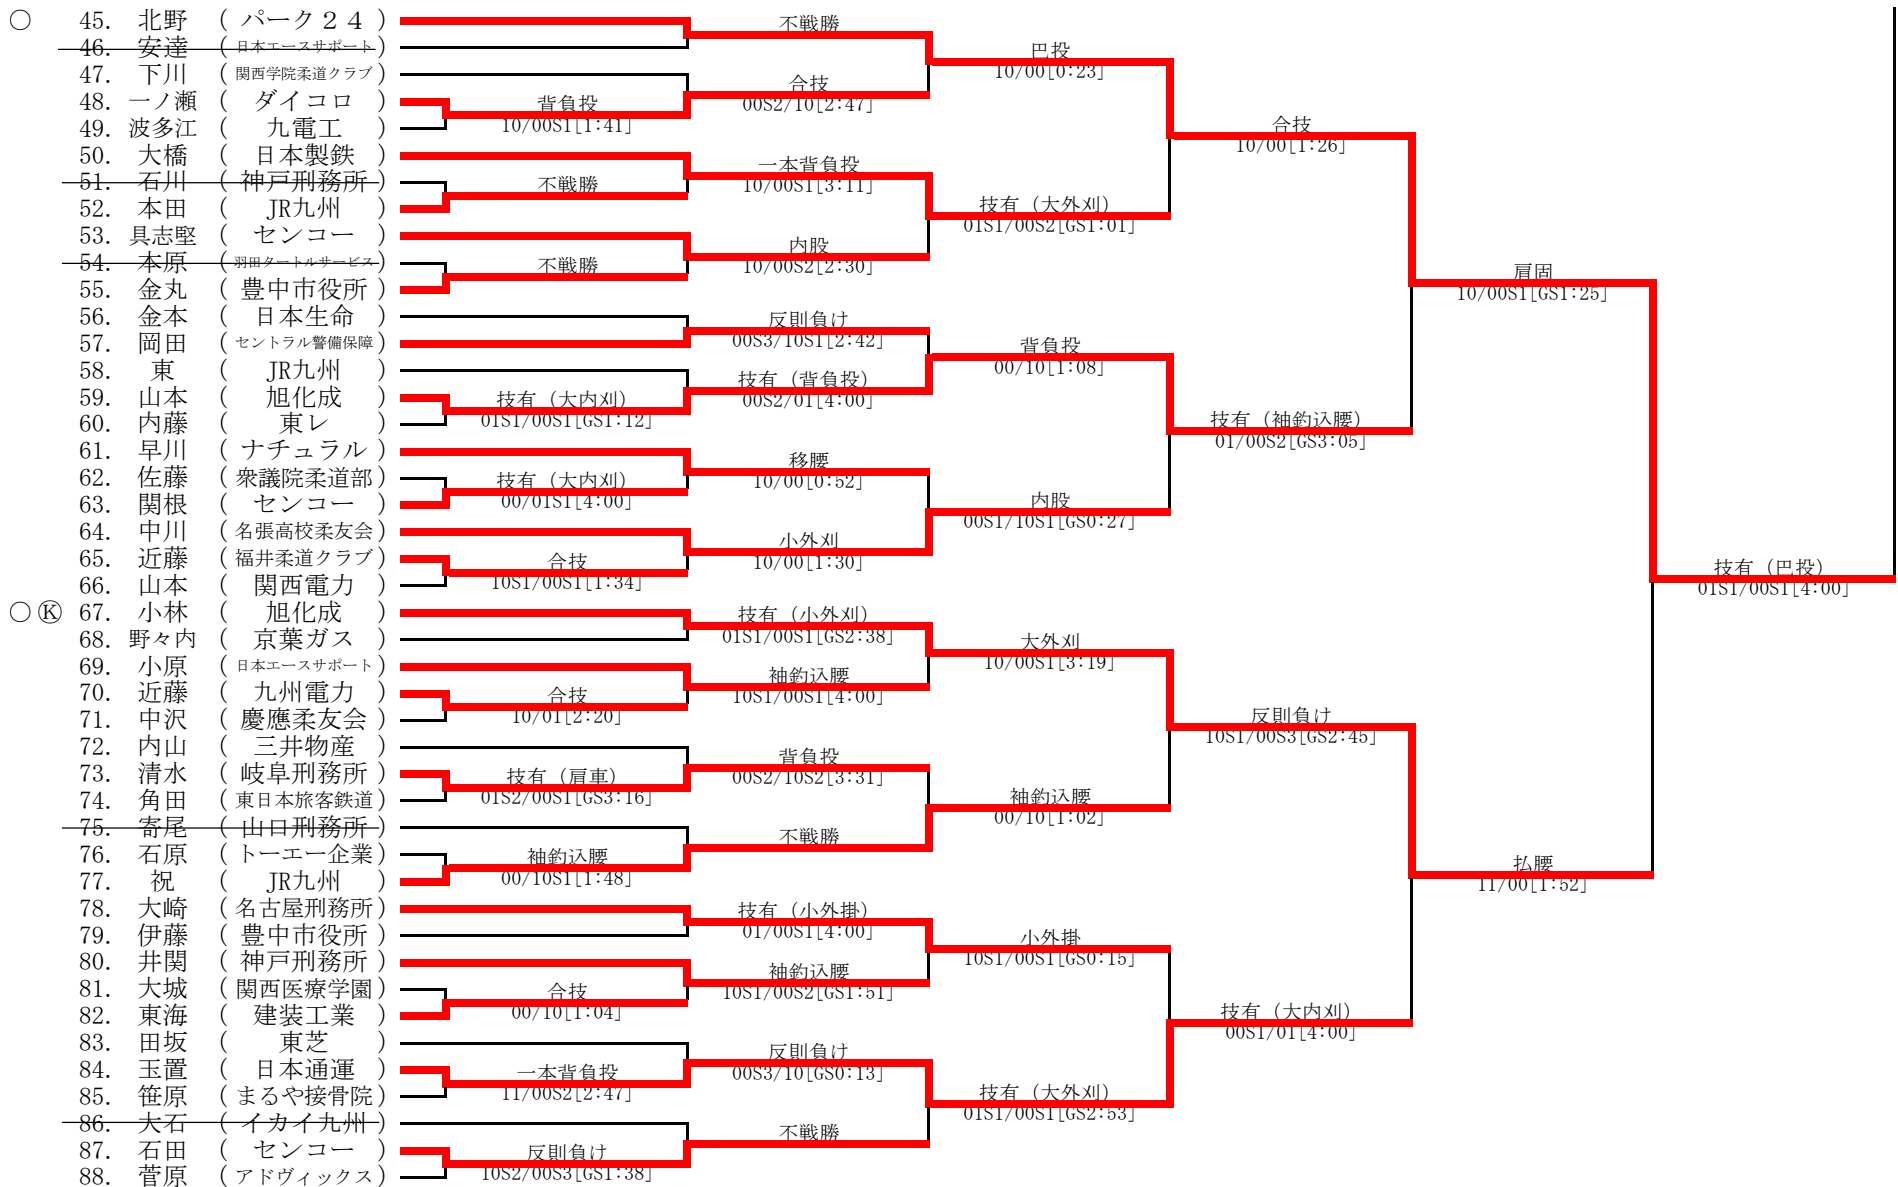 ○ 45. 北野 ( パーク２４ )
46. 安達 ( 日本エースサポート )
47. 下川 ( 関西学院柔道クラブ )
48. 一ノ瀬 ( ダイコロ )
49. 波多江 ( 九電工 )
50. 大橋 ( 日本製鉄 )
51. 石川 ( 神戸刑務所 )
52. 本田 ( JR九州 )
53. 具志堅 ( センコー )
54. 本原 ( 羽田タートルサービス )
55. 金丸 ( 豊中市役所 )
56. 金本 ( 日本生命 )
57. 岡田 ( セントラル警備保障 )
58. 東 ( JR九州 )
59. 山本 ( 旭化成 )
60. 内藤 ( 東レ )
61. 早川 ( ナチュラル )
62. 佐藤 ( 衆議院柔道部 )
63. 関根 ( センコー )
64. 中川 ( 名張高校柔友会 )
65. 近藤 ( 福井柔道クラブ )
66. 山本 ( 関西電力 )
○ Ⓚ 67. 小林 ( 旭化成 )
68. 野々内 ( 京葉ガス )
69. 小原 ( 日本エースサポート )
70. 近藤 ( 九州電力 )
71. 中沢 ( 慶應柔友会 )
72. 内山 ( 三井物産 )
73. 清水 ( 岐阜刑務所 )
74. 角田 ( 東日本旅客鉄道 )
75. 寄尾 ( 山口刑務所 )
76. 石原 ( トーエー企業 )
77. 祝 ( JR九州 )
78. 大崎 ( 名古屋刑務所 )
79. 伊藤 ( 豊中市役所 )
80. 井関 ( 神戸刑務所 )
81. 大城 ( 関西医療学園 )
82. 東海 ( 建装工業 )
83. 田坂 ( 東芝 )
84. 玉置 ( 日本通運 )
85. 笹原 ( まるや接骨院 )
86. 大石 ( イカイ九州 )
87. 石田 ( センコー )
88. 菅原 ( アドヴィックス )
背負投
10/00S1[1:41]
不戦勝
不戦勝
技有（大内刈）
01S1/00S1[GS1:12]
技有（大内刈）
00/01S1[4:00]
合技
10S1/00S1[1:34]
合技
10/01[2:20]
技有（肩車）
01S2/00S1[GS3:16]
袖釣込腰
00/10S1[1:48]
合技
00/10[1:04]
一本背負投
11/00S2[2:47]
反則負け
10S2/00S3[GS1:38]
不戦勝
合技
00S2/10[2:47]
一本背負投
10/00S1[3:11]
内股
10/00S2[2:30]
反則負け
00S3/10S1[2:42]
技有（背負投）
00S2/01[4:00]
移腰
10/00[0:52]
小外刈
10/00[1:30]
技有（小外刈）
01S1/00S1[GS2:38]
袖釣込腰
10S1/00S1[4:00]
背負投
00S2/10S2[3:31]
不戦勝
技有（小外掛）
01/00S1[4:00]
袖釣込腰
10S1/00S2[GS1:51]
反則負け
00S3/10[GS0:13]
不戦勝
巴投
10/00[0:23]
技有（大外刈）
01S1/00S2[GS1:01]
背負投
00/10[1:08]
内股
00S1/10S1[GS0:27]
大外刈
10/00S1[3:19]
袖釣込腰
00/10[1:02]
小外掛
10S1/00S1[GS0:15]
技有（大外刈）
01S1/00S1[GS2:53]
合技
10/00[1:26]
技有（袖釣込腰）
01/00S2[GS3:05]
反則負け
10S1/00S3[GS2:45]
技有（大内刈）
00S1/01[4:00]
肩固
10/00S1[GS1:25]
払腰
11/00[1:52]
技有（巴投）
01S1/00S1[4:00]